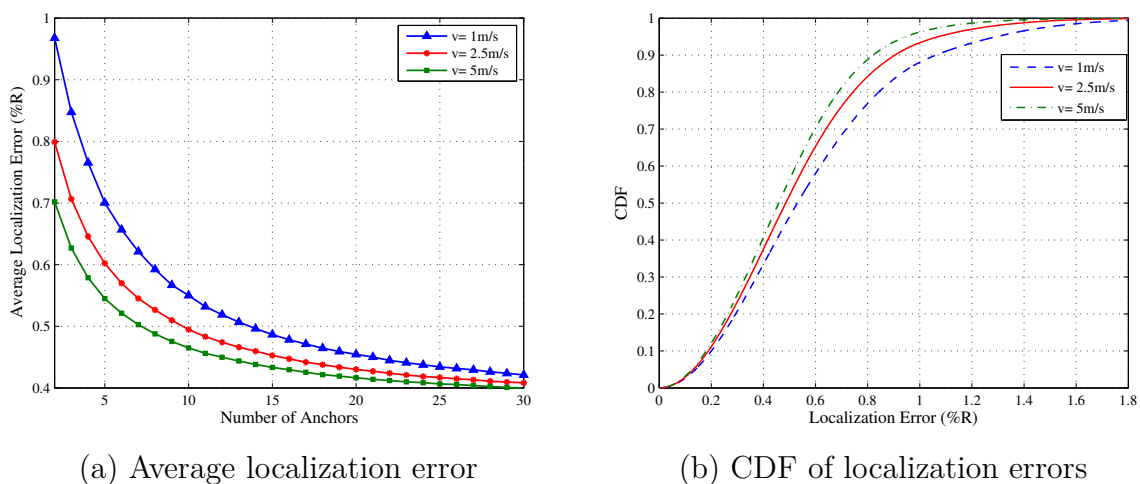 1
0.9
0.8
0.7
0.6
0.5
0.4
5 10 15 20 25 30
Average Localization Error (%R)
Number of Anchors
v= 1m/s
v= 2.5m/s
v= 5m/s
(a) Average localization error
1
0.9
0.8
0.7
0.6
0.5
0.4
0.3
0.2
0.1
0
0 0.2 0.4 0.6 0.8 1 1.2 1.4 1.6 1.8
CDF
Localization Error (%R)
v= 1m/s
v= 2.5m/s
v= 5m/s
(b) CDF of localization errors